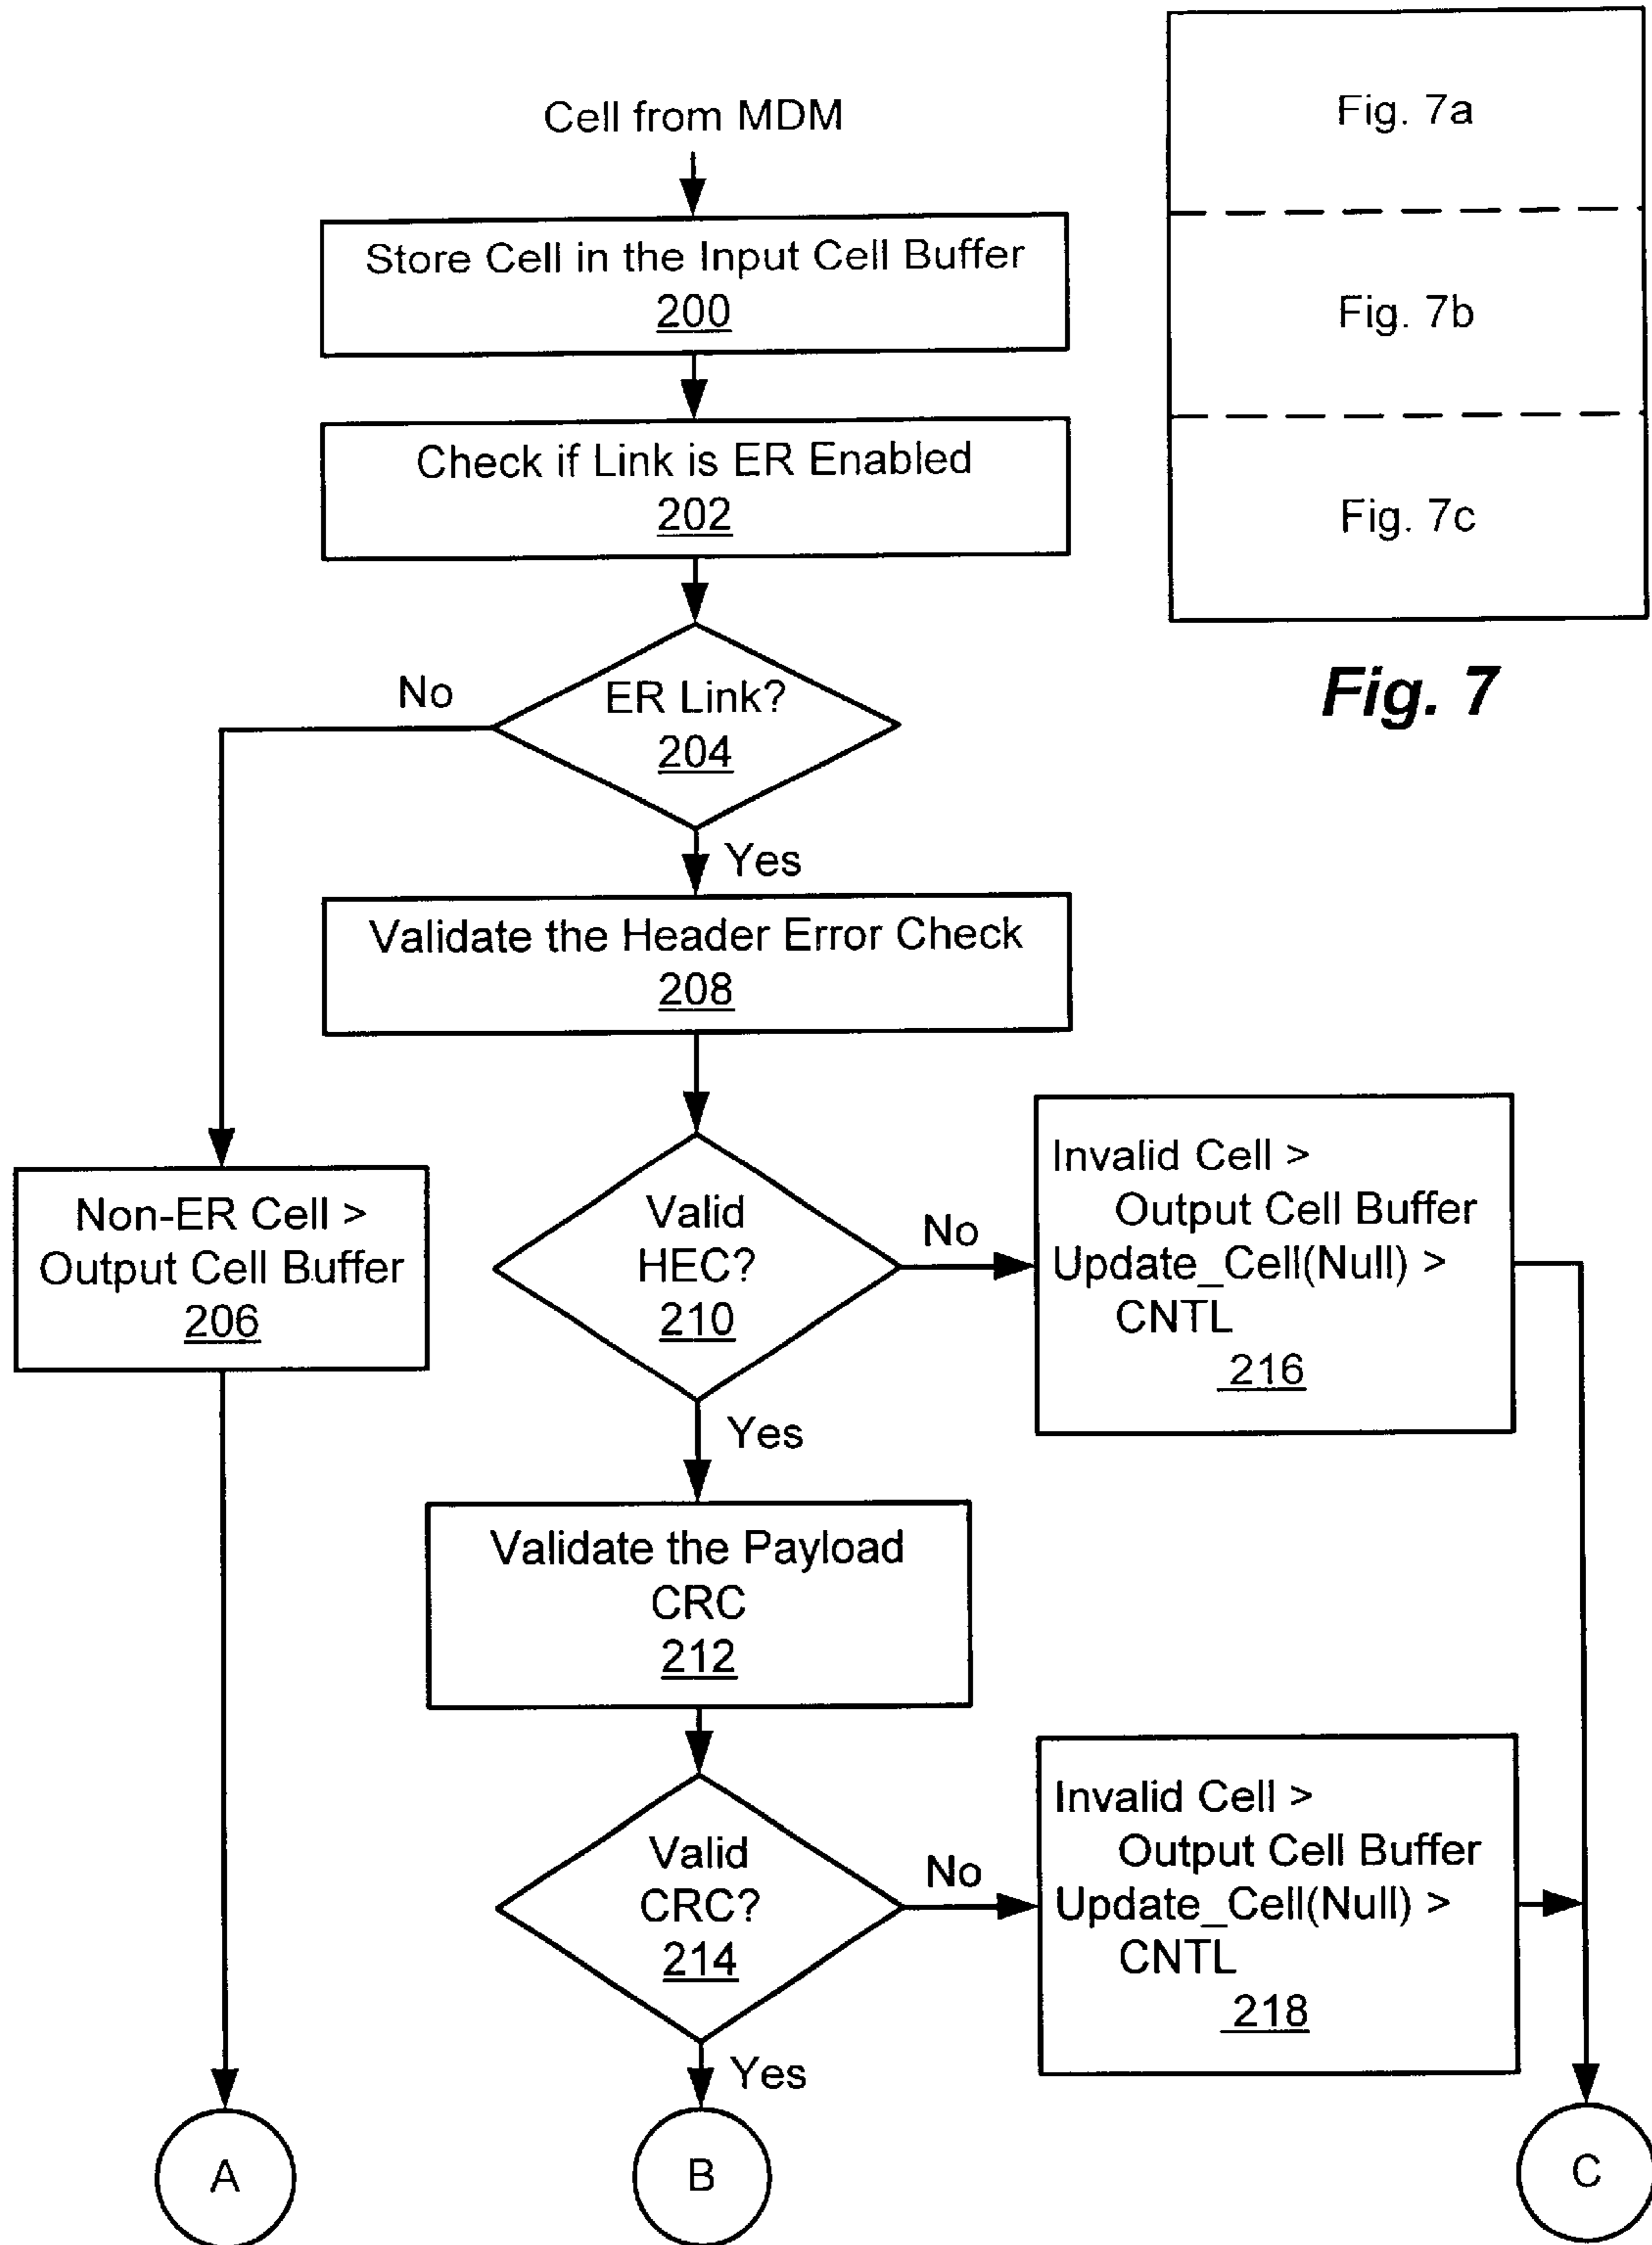 Cell from MDM
Store Cell in the Input Cell Buffer
200
Check if Link is ER Enabled
202
No
ER Link?
204
Yes
Validate the Header Error Check
208
Non-ER Cell >
Output Cell Buffer
206
Valid
HEC?
210
No
Invalid Cell >
Output Cell Buffer
Update_Cell(Null) >
CNTL
216
Yes
Validate the Payload
CRC
212
Valid
CRC?
214
No
Invalid Cell >
Output Cell Buffer
Update_Cell(Null) >
CNTL
218
Yes
A
B
C
Fig. 7a
Fig. 7b
Fig. 7c
Fig. 7